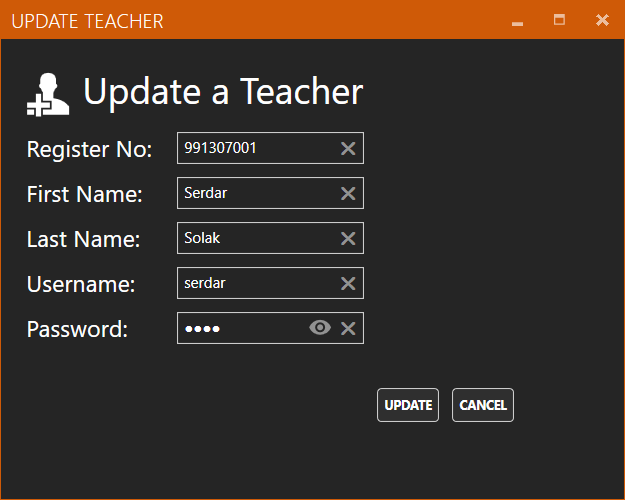 UPDATE TEACHER
Update a Teacher
Register No: 991307001
First Name: Serdar
Last Name: Solak
Username: serdar
Password: ••••
UPDATE CANCEL